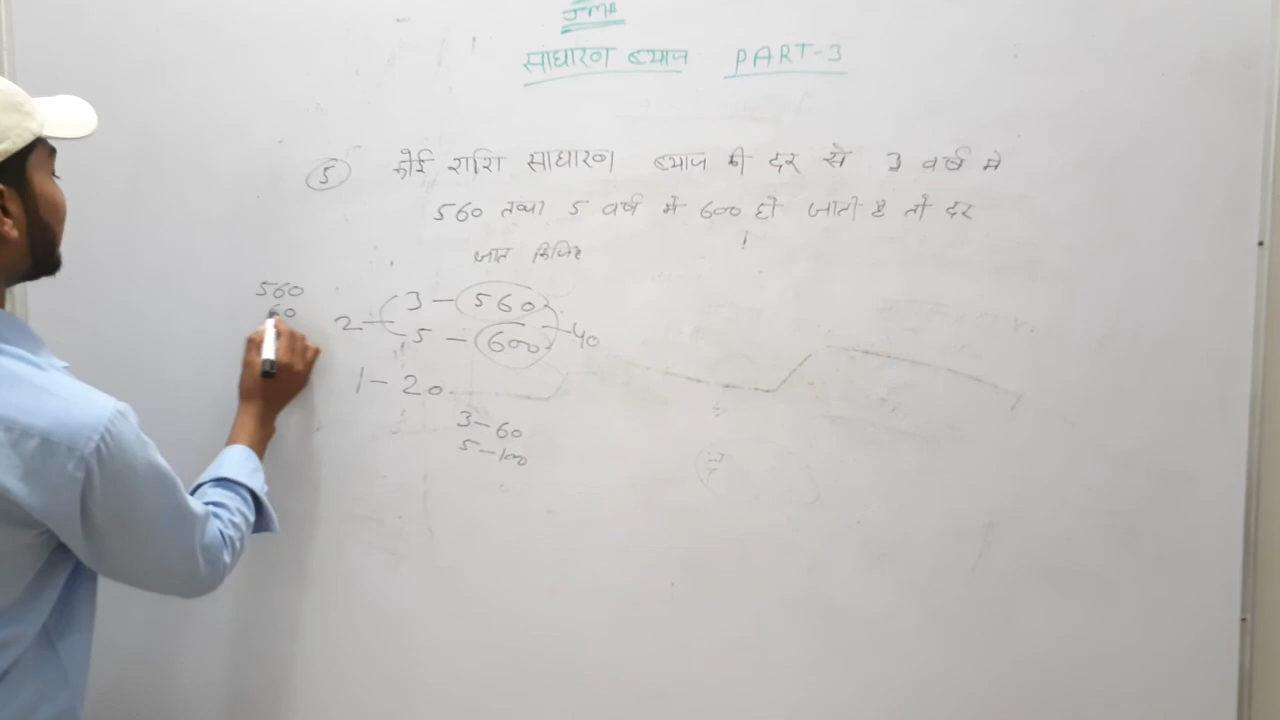 JMA
साधारण ब्याज PART-3
5 कोई राशि साधारण ब्याज की दर से 3 वर्ष मे
560 तथा 5 वर्ष मे 600 हो जाती है तो दर
ज्ञात किजिए
560
60
2 3 - 560
5 - 600 40
1 - 20
3 - 60
5 - 100